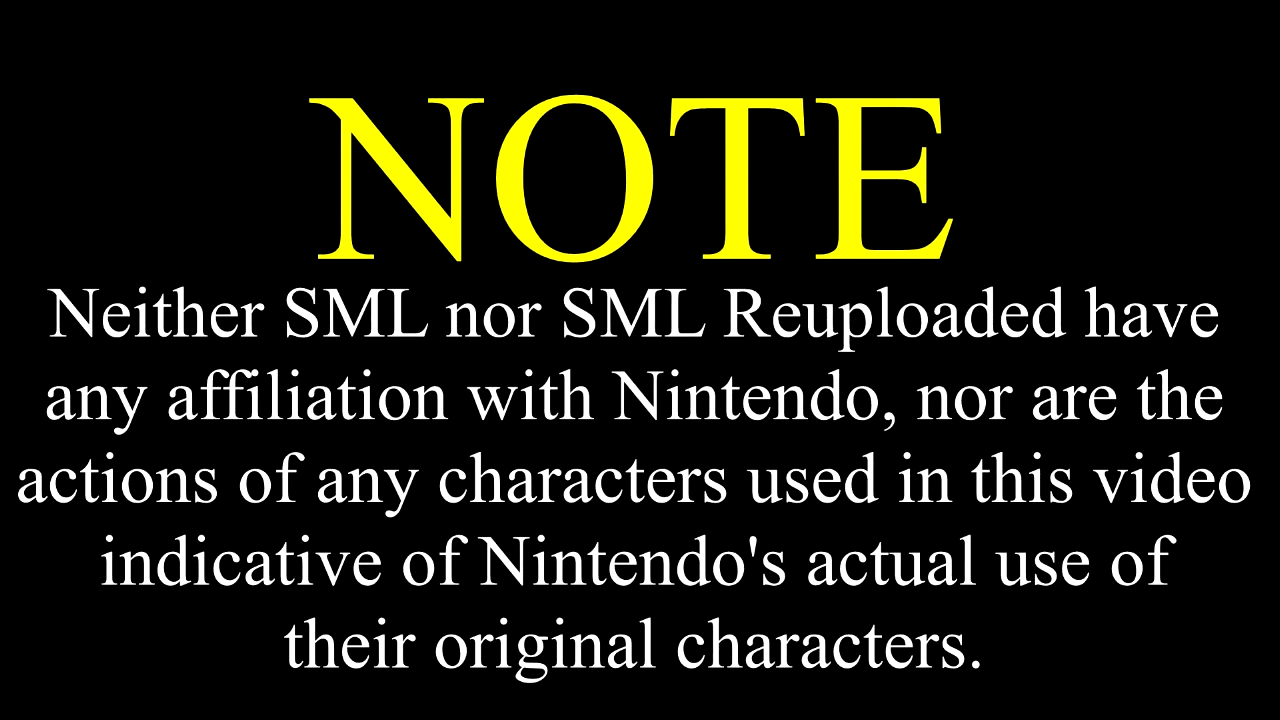 NOTE
Neither SML nor SML Reuploaded have
any affiliation with Nintendo, nor are the
actions of any characters used in this video
indicative of Nintendo's actual use of
their original characters.